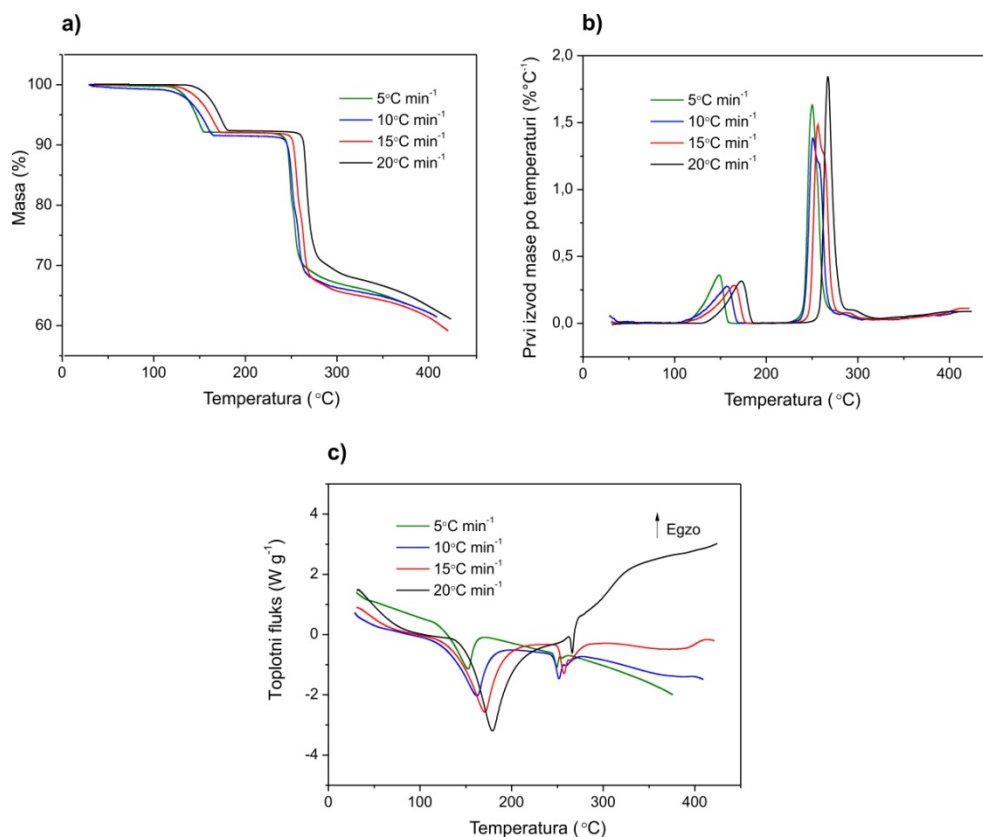 a)
100
90
80
70
60
Masa (%)
5°C min⁻¹
10°C min⁻¹
15°C min⁻¹
20°C min⁻¹
0 100 200 300 400
Temperatura (°C)
b)
2,0
1,5
1,0
0,5
0,0
Prvi izvod mase po temperaturi (%°C⁻¹)
5°C min⁻¹
10°C min⁻¹
15°C min⁻¹
20°C min⁻¹
0 100 200 300 400
Temperatura (°C)
c)
4
2
0
-2
-4
Toplotni fluks (W g⁻¹)
5°C min⁻¹
10°C min⁻¹
15°C min⁻¹
20°C min⁻¹
Egzo
0 100 200 300 400
Temperatura (°C)